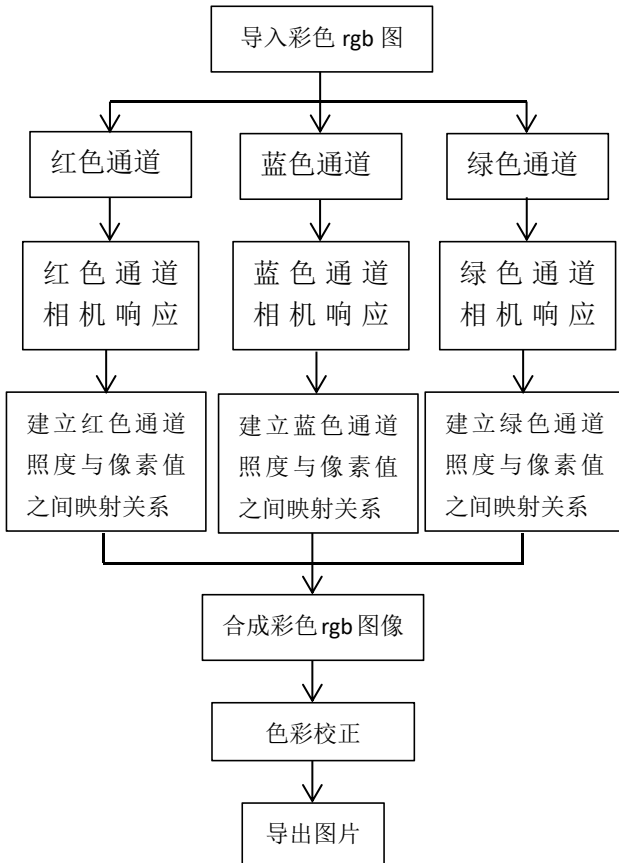 导入彩色 rgb 图
红色通道
蓝色通道
绿色通道
红色通道
相机响应
蓝色通道
相机响应
绿色通道
相机响应
建立红色通道
照度与像素值
之间映射关系
建立蓝色通道
照度与像素值
之间映射关系
建立绿色通道
照度与像素值
之间映射关系
合成彩色 rgb 图像
色彩校正
导出图片